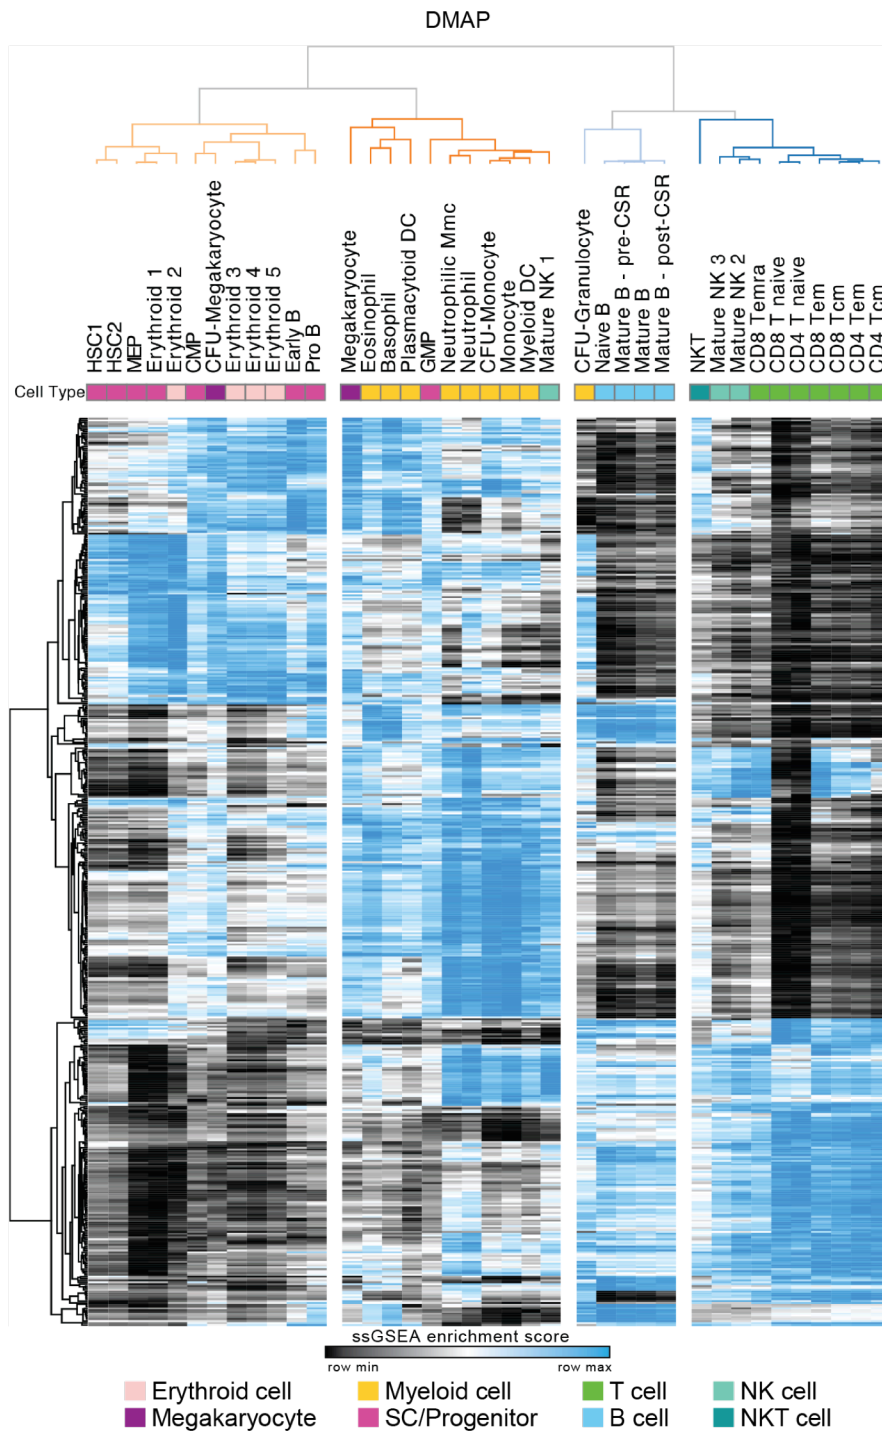 DMAP
HSC1
HSC2
MEP
Erythroid 1
Erythroid 2
CMP
CFU-Megakaryocyte
Erythroid 3
Erythroid 4
Erythroid 5
Early B
Pro B
Megakaryocyte
Eosinophil
Basophil
Plasmacytoid DC
GMP
Neutrophilic Mmc
Neutrophil
CFU-Monocyte
Monocyte
Myeloid DC
Mature NK 1
CFU-Granulocyte
Naive B
Mature B - pre-CSR
Mature B
Mature B - post-CSR
NKT
Mature NK 3
Mature NK 2
CD8 Temra
CD8 T naive
CD4 T naive
CD8 Tem
CD8 Tcm
CD4 Tem
CD4 Tcm
Cell Type
ssGSEA enrichment score
row min row max
Erythroid cell Myeloid cell T cell NK cell
Megakaryocyte SC/Progenitor B cell NKT cell